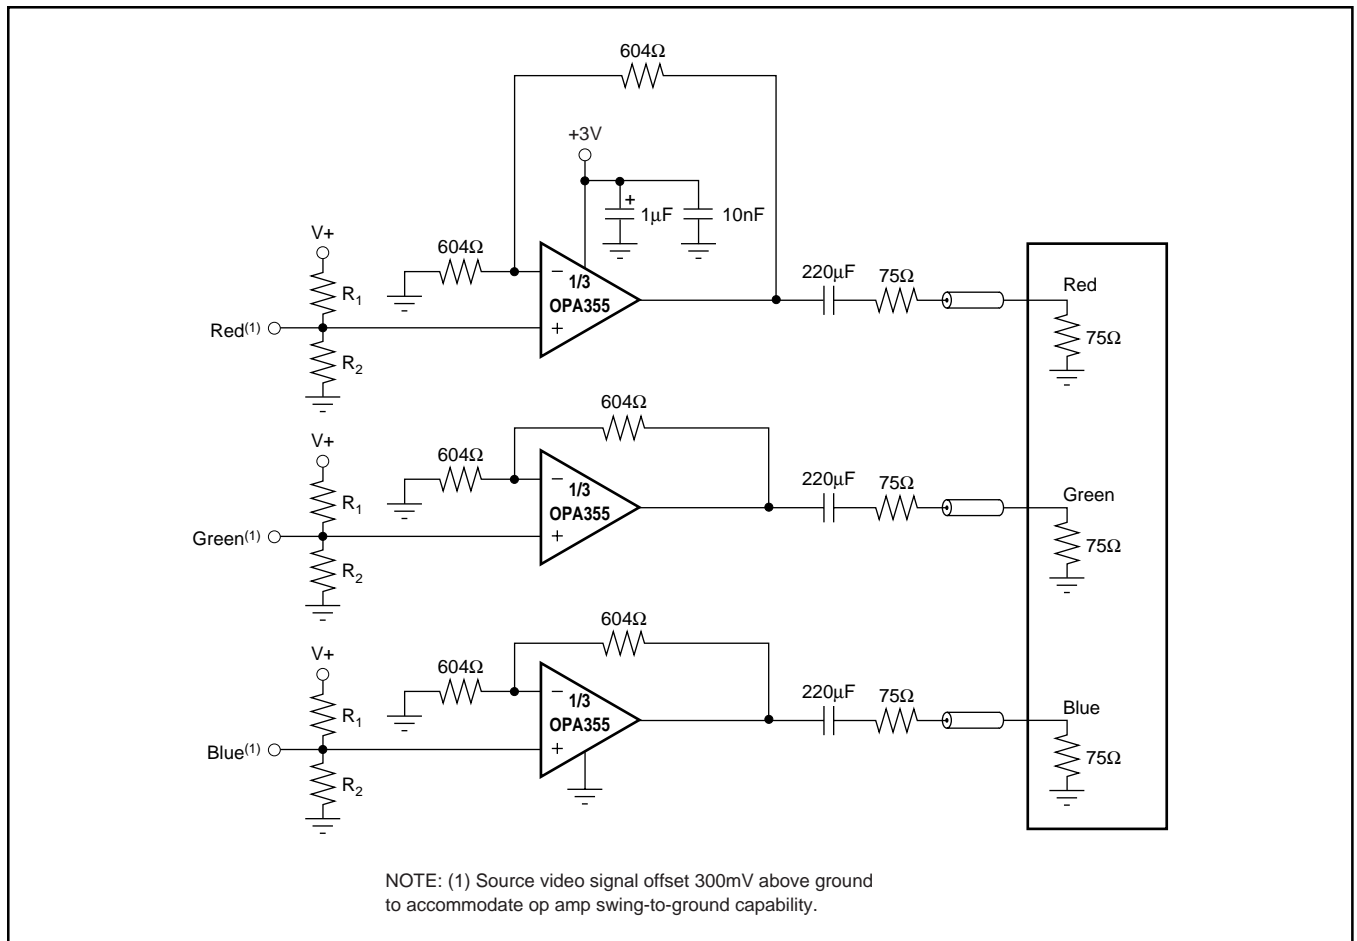 604Ω
+3V
+
1µF
10nF
V+
604Ω
R1
−
1/3
OPA355
+
220µF
75Ω
Red
75Ω
Red(1)
R2
604Ω
V+
604Ω
R1
−
1/3
OPA355
+
220µF
75Ω
Green
75Ω
Green(1)
R2
604Ω
V+
604Ω
R1
−
1/3
OPA355
+
220µF
75Ω
Blue
75Ω
Blue(1)
R2
NOTE: (1) Source video signal offset 300mV above ground
to accommodate op amp swing-to-ground capability.